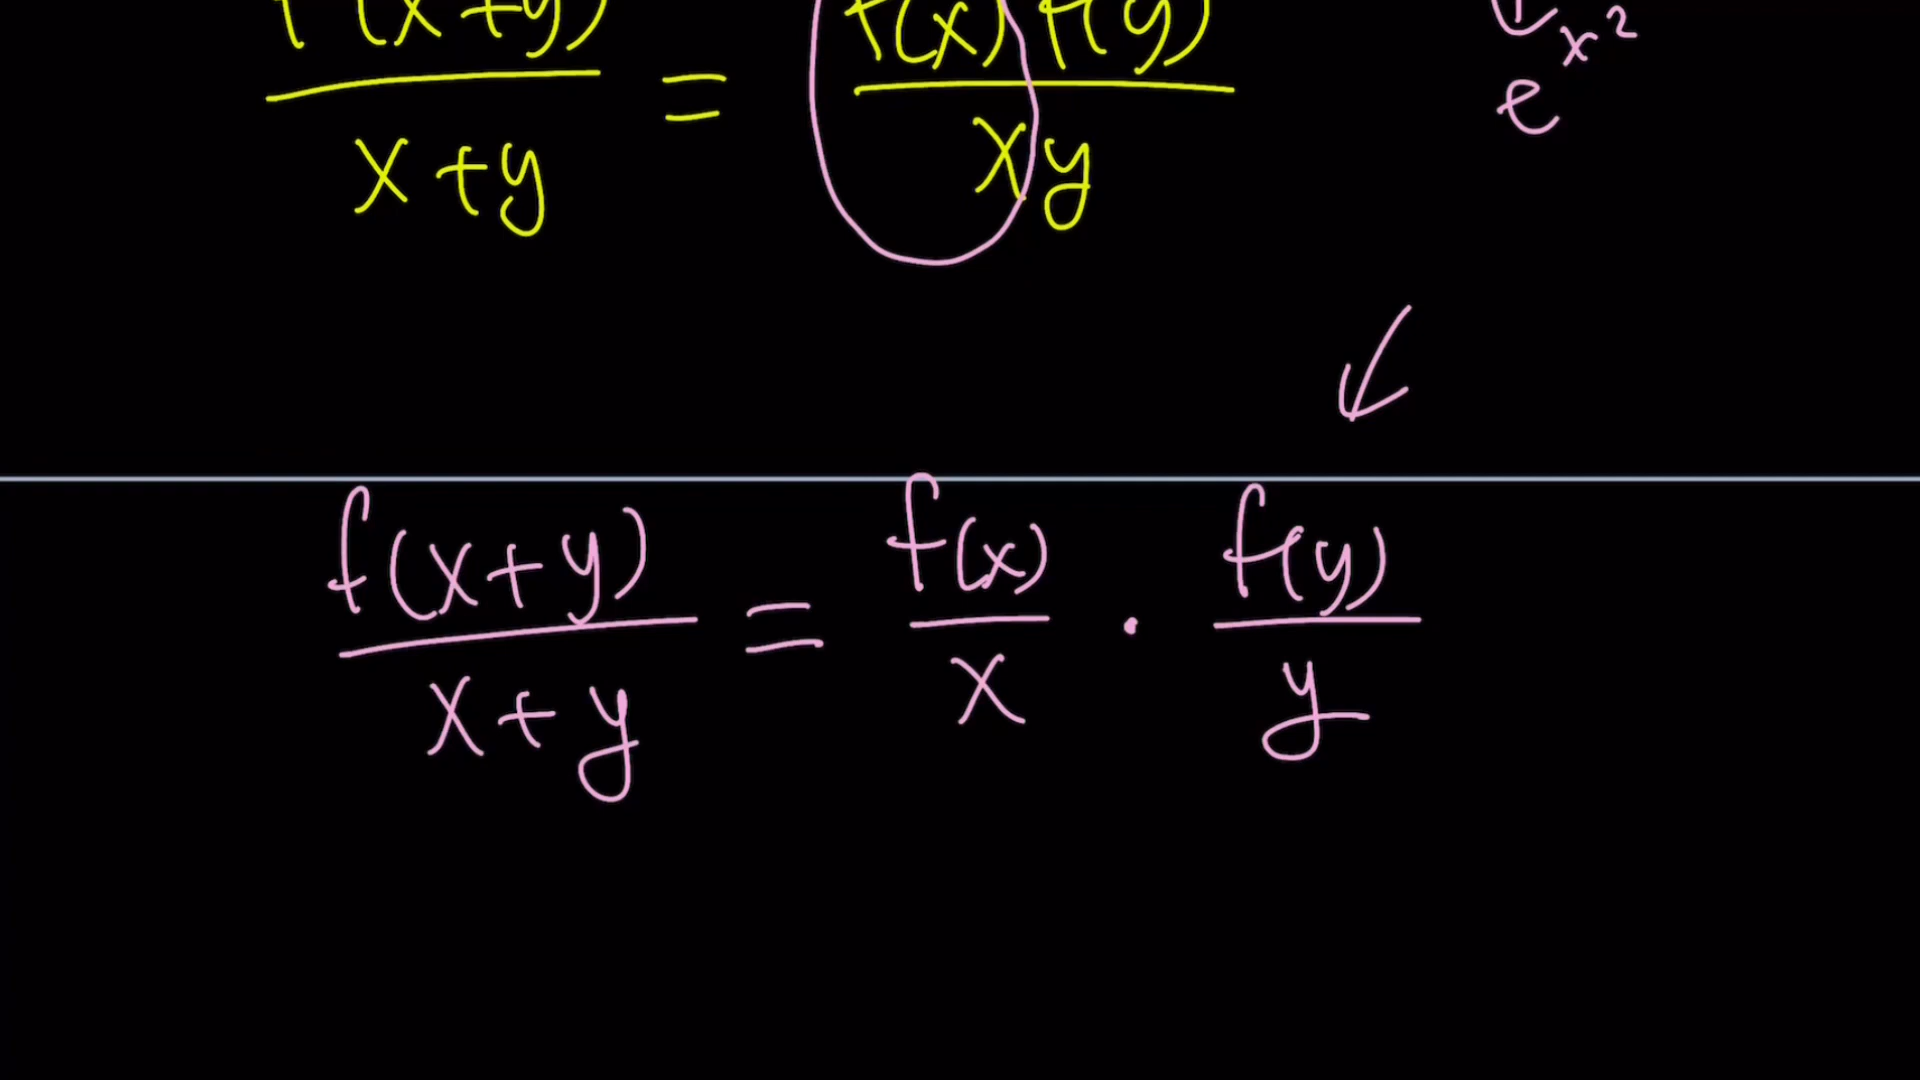 f(x+y)/(x+y) = f(x)f(y)/(xy)
e^x^2
f(x+y)/(x+y) = f(x)/x · f(y)/y